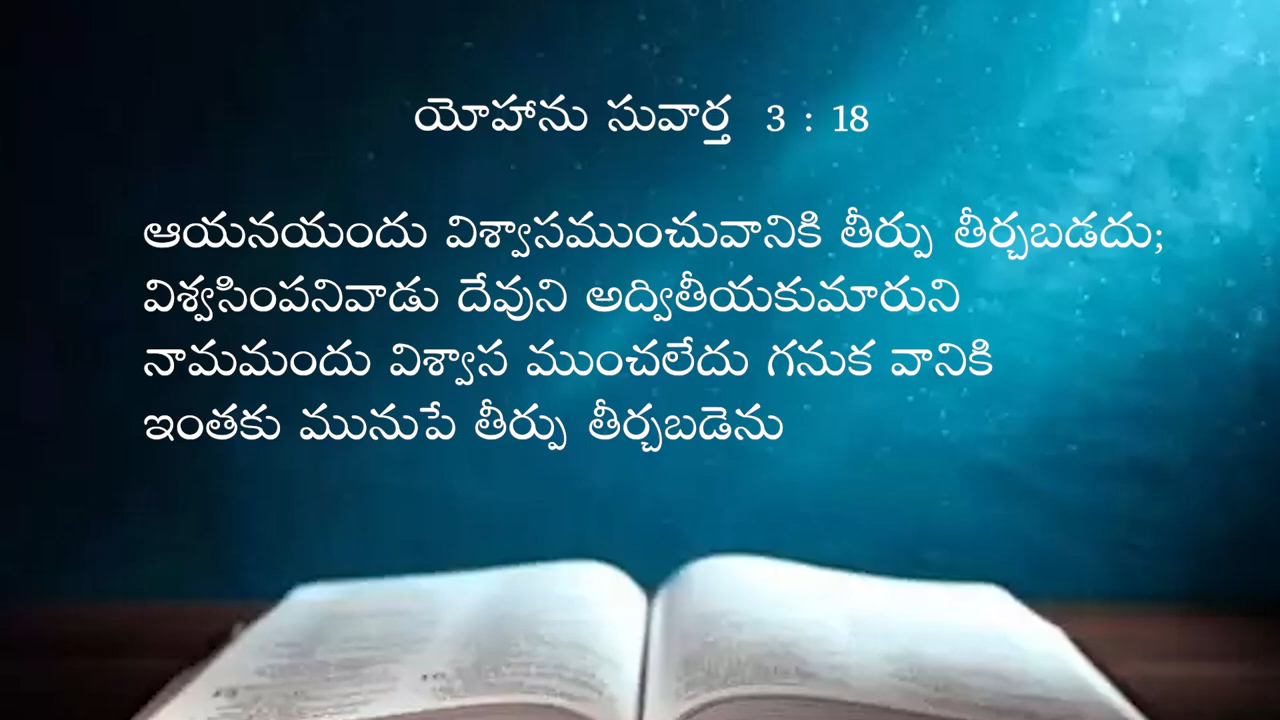 యోహాను సువార్త 3 : 18
ఆయనయందు విశ్వాసముంచువానికి తీర్పు తీర్చబడదు;
విశ్వసింపనివాడు దేవుని అద్వితీయకుమారుని
నామమందు విశ్వాస ముంచలేదు గనుక వానికి
ఇంతకు మునుపే తీర్పు తీర్చబడెను